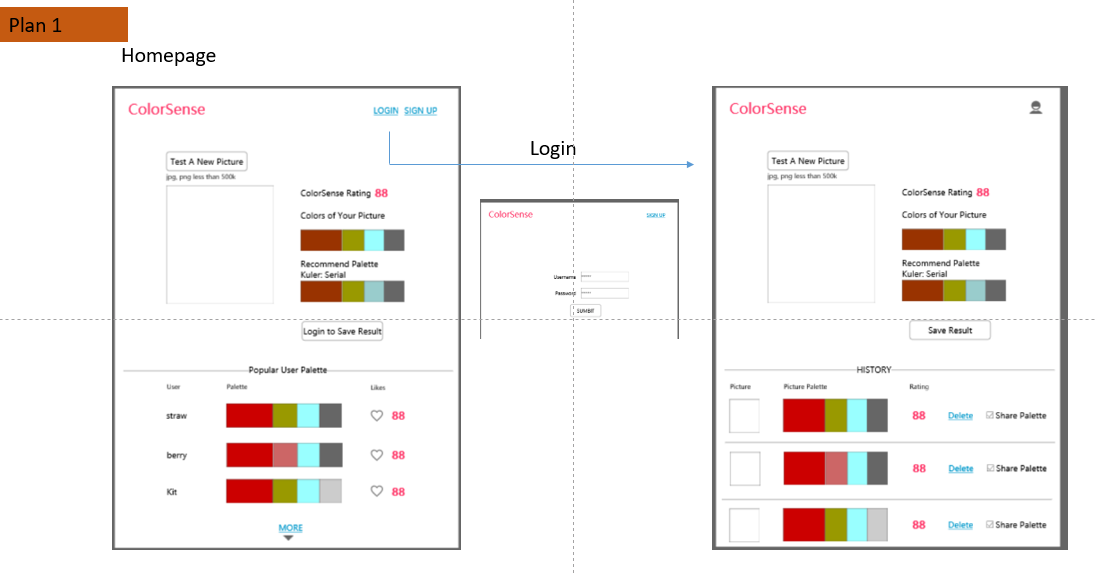 Plan 1
Homepage
ColorSense
LOGIN SIGN UP
Test A New Picture
jpg, png less than 500k
ColorSense Rating 88
Colors of Your Picture
Recommend Palette
Kuler: Serial
Login to Save Result
Popular User Palette
User Palette Likes
straw 88
berry 88
Kit 88
MORE
Login
ColorSense SIGN UP
Username
Password
SUMBIT
ColorSense
Test A New Picture
jpg, png less than 500k
ColorSense Rating 88
Colors of Your Picture
Recommend Palette
Kuler: Serial
Save Result
HISTORY
Picture Picture Palette Rating
88 Delete Share Palette
88 Delete Share Palette
88 Delete Share Palette